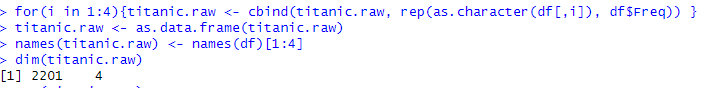 > for(i in 1:4){titanic.raw <- cbind(titanic.raw, rep(as.character(df[,i]), df$Freq)) }
> titanic.raw <- as.data.frame(titanic.raw)
> names(titanic.raw) <- names(df)[1:4]
> dim(titanic.raw)
[1] 2201    4